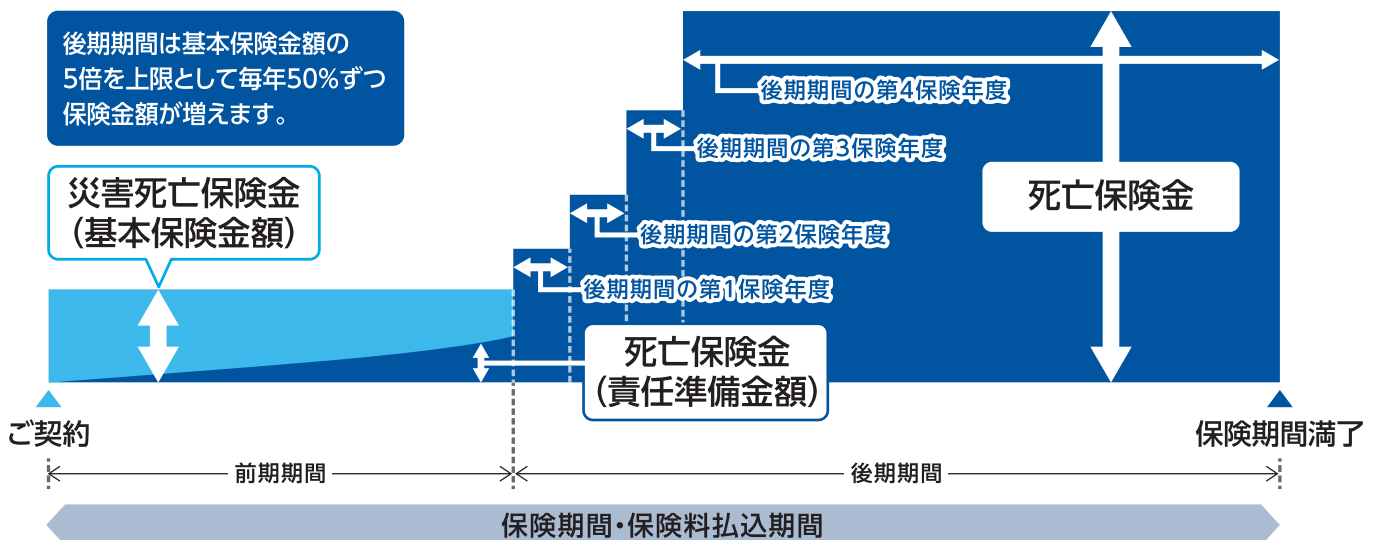 後期期間は基本保険金額の
5倍を上限として毎年50%ずつ
保険金額が増えます。
災害死亡保険金
（基本保険金額）
後期期間の第4保険年度
後期期間の第3保険年度
死亡保険金
後期期間の第2保険年度
後期期間の第1保険年度
死亡保険金
（責任準備金額）
ご契約
保険期間満了
前期期間
後期期間
保険期間・保険料払込期間